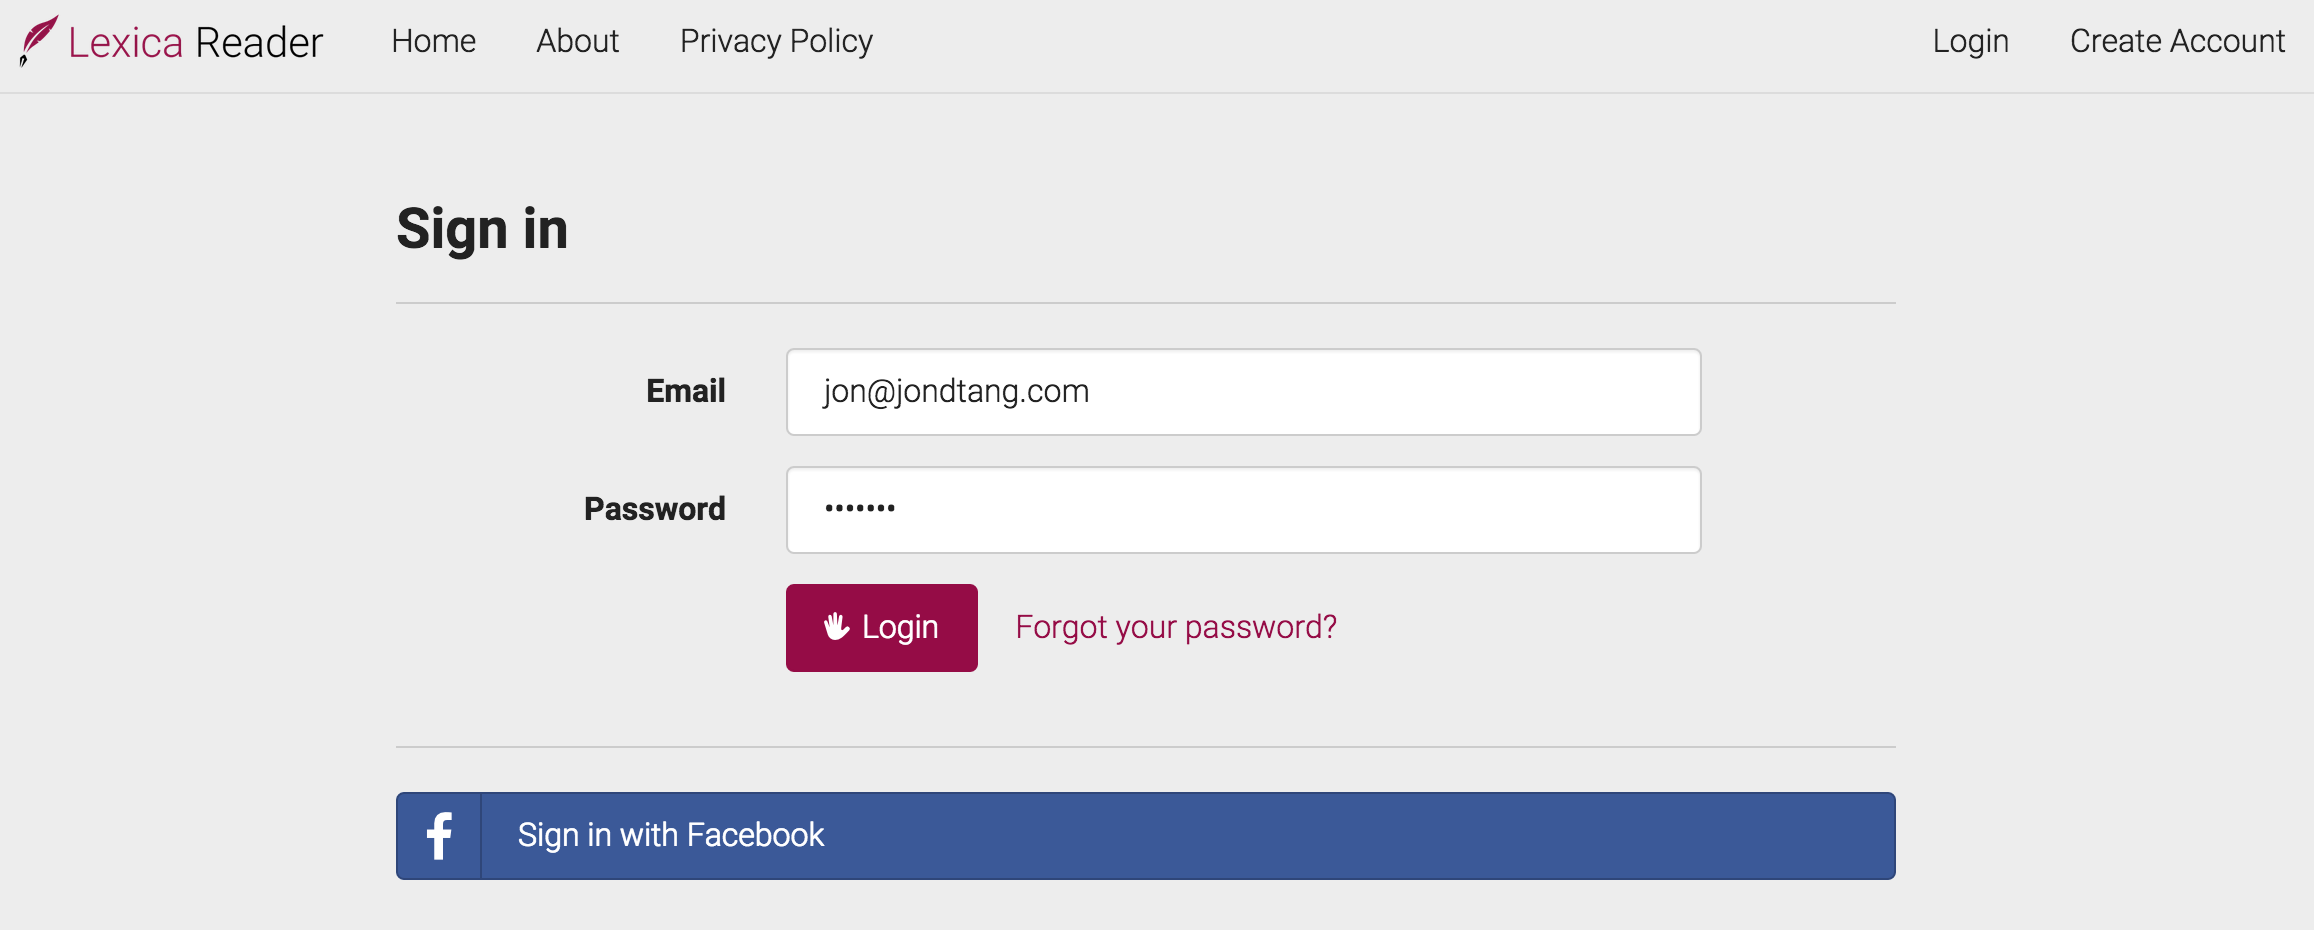 Lexica Reader Home About Privacy Policy Login Create Account
Sign in
Email jon@jondtang.com
Password •••••••
Login Forgot your password?
Sign in with Facebook